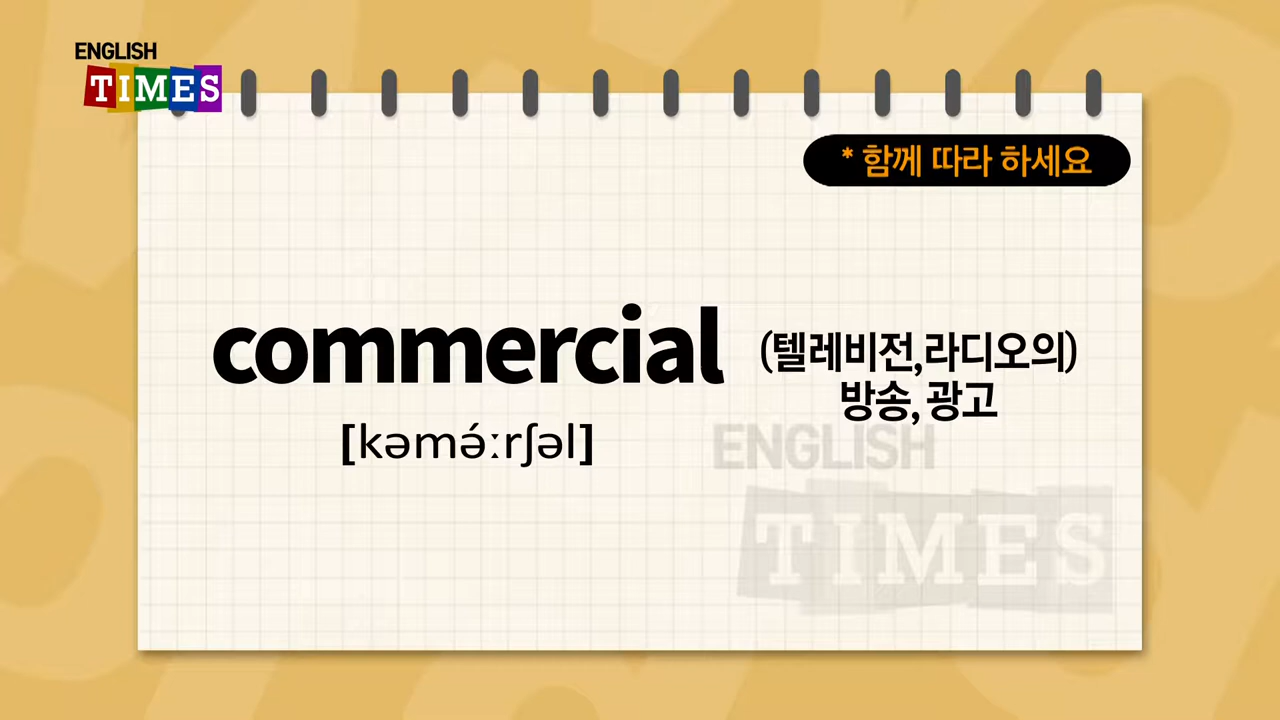 ENGLISH
TIMES
* 함께 따라 하세요
commercial
(텔레비전,라디오의)
방송, 광고
[kəmə́ːrʃəl]
ENGLISH
TIMES